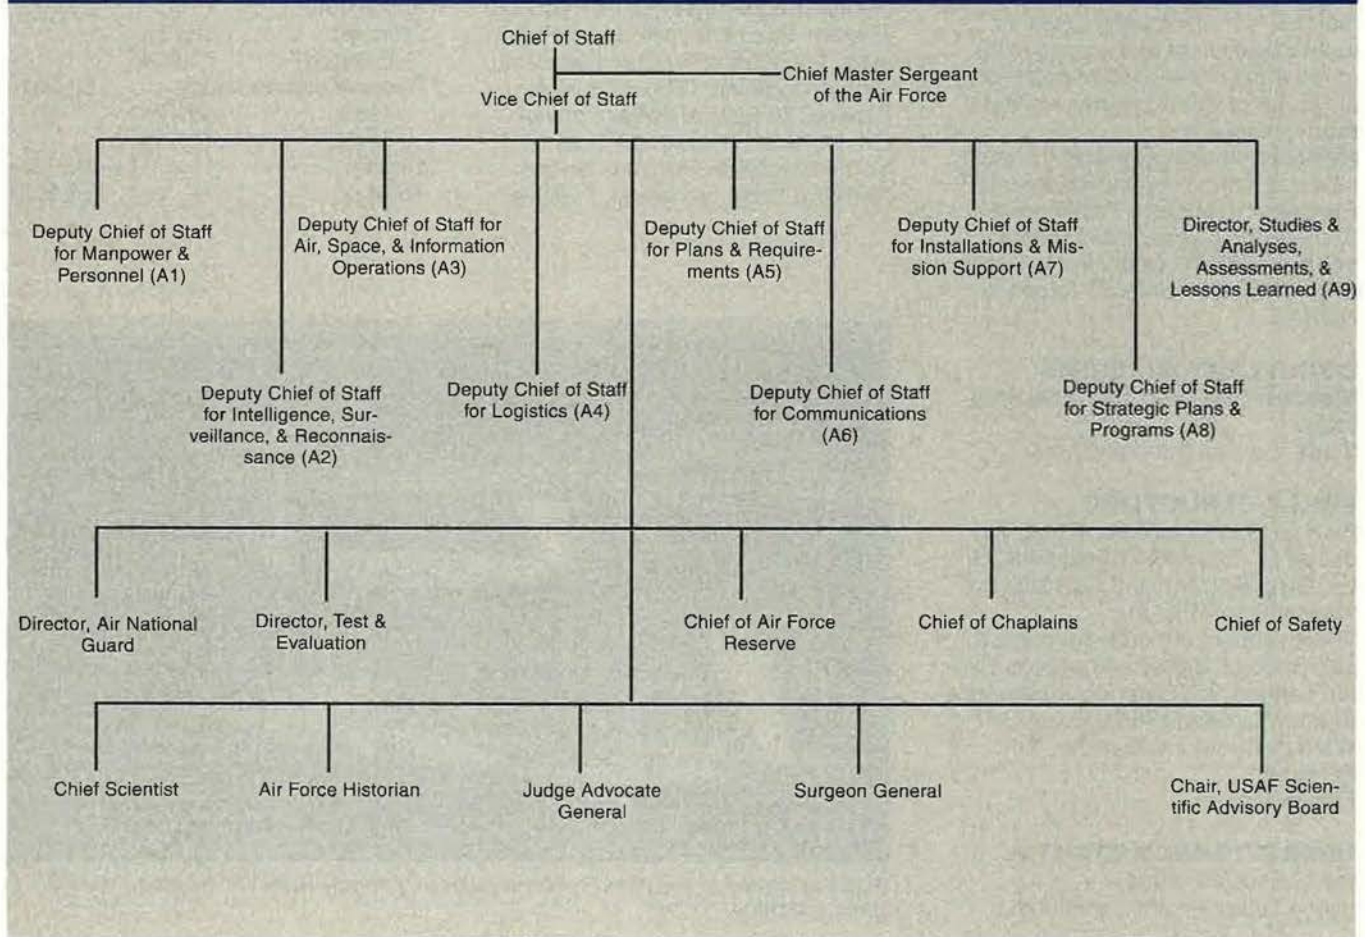 Chief of Staff
Chief Master Sergeant
of the Air Force
Vice Chief of Staff
Deputy Chief of Staff
for Manpower &
Personnel (A1)
Deputy Chief of Staff for
Air, Space, & Information
Operations (A3)
Deputy Chief of Staff
for Plans & Require-
ments (A5)
Deputy Chief of Staff
for Installations & Mis-
sion Support (A7)
Director, Studies &
Analyses,
Assessments, &
Lessons Learned (A9)
Deputy Chief of Staff
for Intelligence, Sur-
veillance, & Reconnais-
sance (A2)
Deputy Chief of Staff
for Logistics (A4)
Deputy Chief of Staff
for Communications
(A6)
Deputy Chief of Staff
for Strategic Plans &
Programs (A8)
Director, Air National
Guard
Director, Test &
Evaluation
Chief of Air Force
Reserve
Chief of Chaplains
Chief of Safety
Chief Scientist
Air Force Historian
Judge Advocate
General
Surgeon General
Chair, USAF Scien-
tific Advisory Board